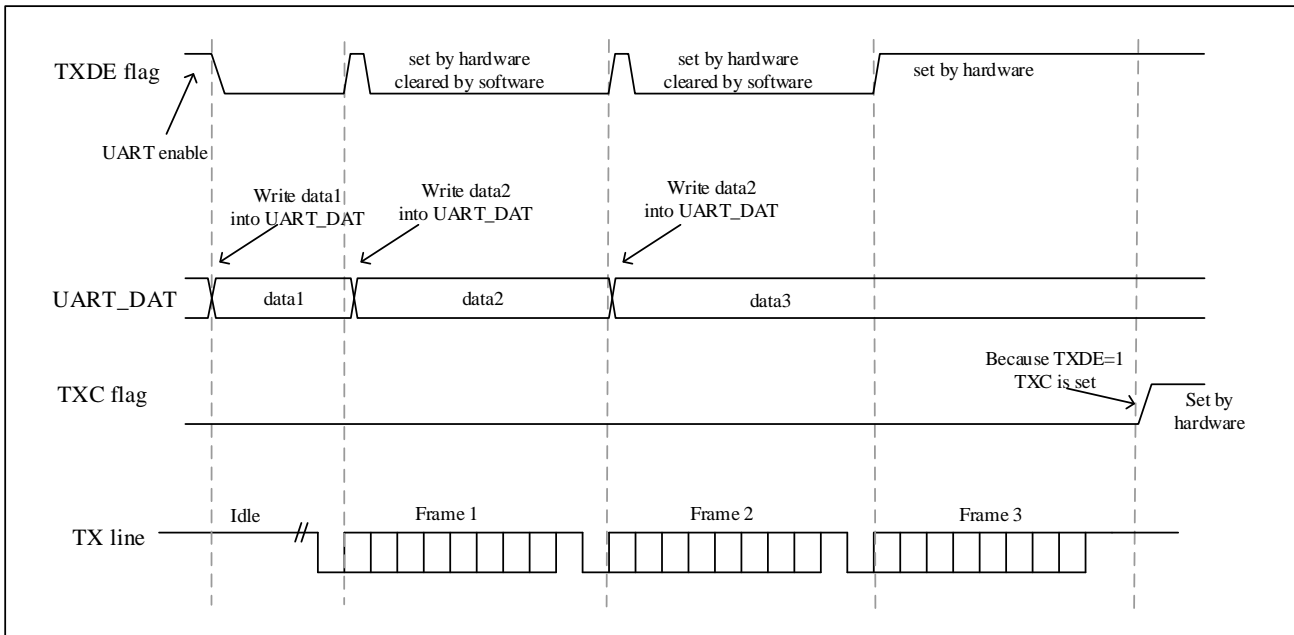 TXDE flag
set by hardware
cleared by software
set by hardware
cleared by software
set by hardware
UART enable
Write data1
into UART_DAT
Write data2
into UART_DAT
Write data2
into UART_DAT
UART_DAT
data1
data2
data3
Because TXDE=1
TXC is set
TXC flag
Set by
hardware
Idle
Frame 1
Frame 2
Frame 3
TX line